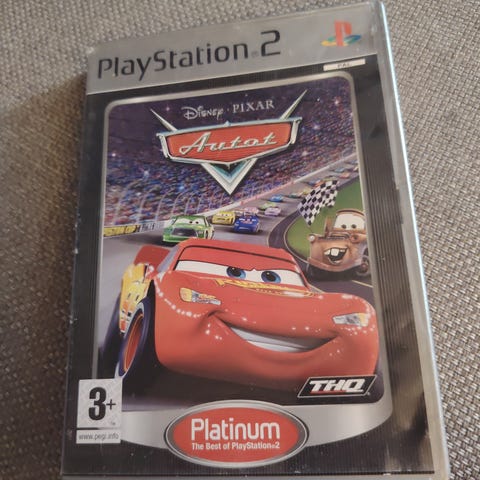 PlayStation®2
PAL
Disney · PIXAR
Autot
THQ
3+
www.pegi.info
Platinum
The Best of PlayStation®2